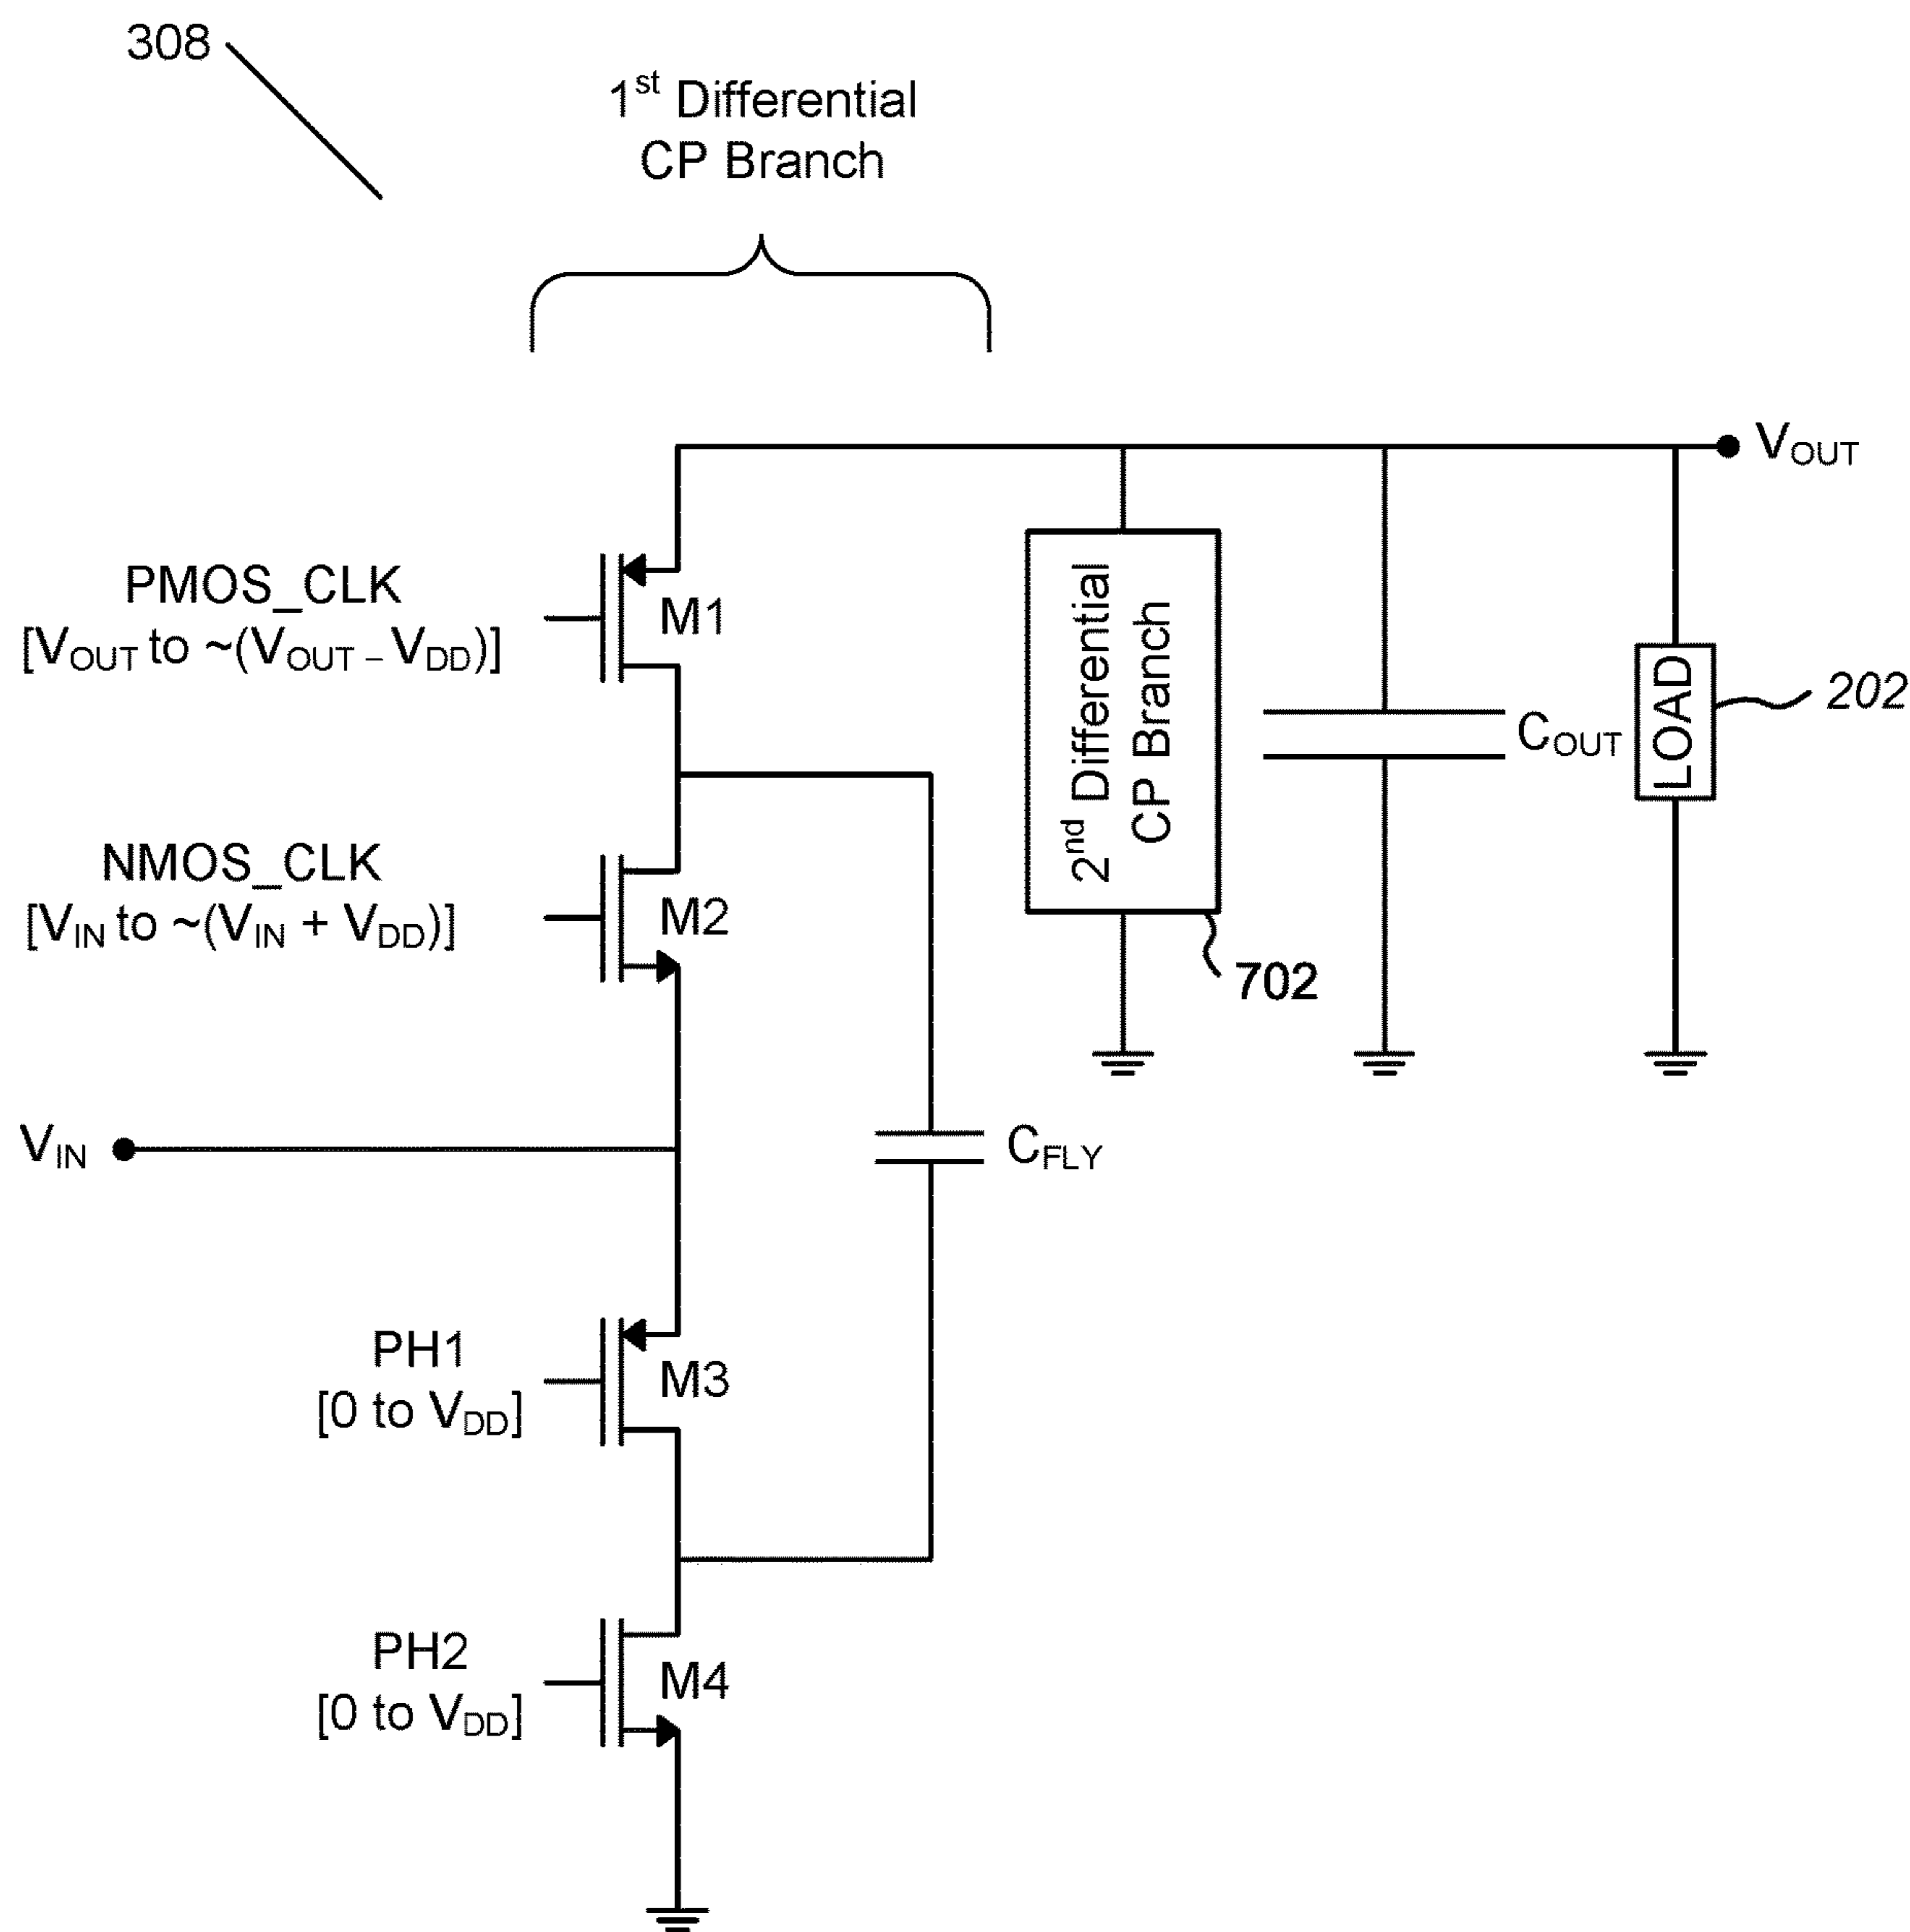 308
1st Differential
CP Branch
VOUT
PMOS_CLK
[VOUT to ~(VOUT – VDD)]
M1
2nd Differential
CP Branch
702
COUT
LOAD
202
NMOS_CLK
[VIN to ~(VIN + VDD)]
M2
VIN
CFLY
PH1
[0 to VDD]
M3
PH2
[0 to VDD]
M4